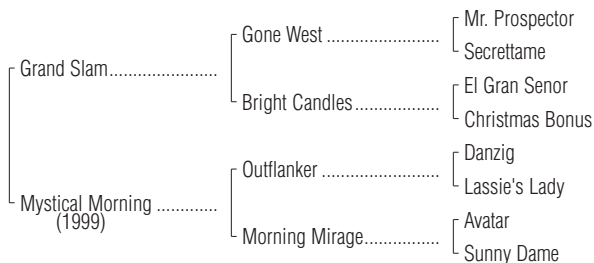 Mr. Prospector
Gone West .......................
Secrettame
Grand Slam......................
El Gran Senor
Bright Candles .................
Christmas Bonus
Danzig
Outflanker ........................
Lassie's Lady
Mystical Morning ............
(1999)
Avatar
Morning Mirage...............
Sunny Dame